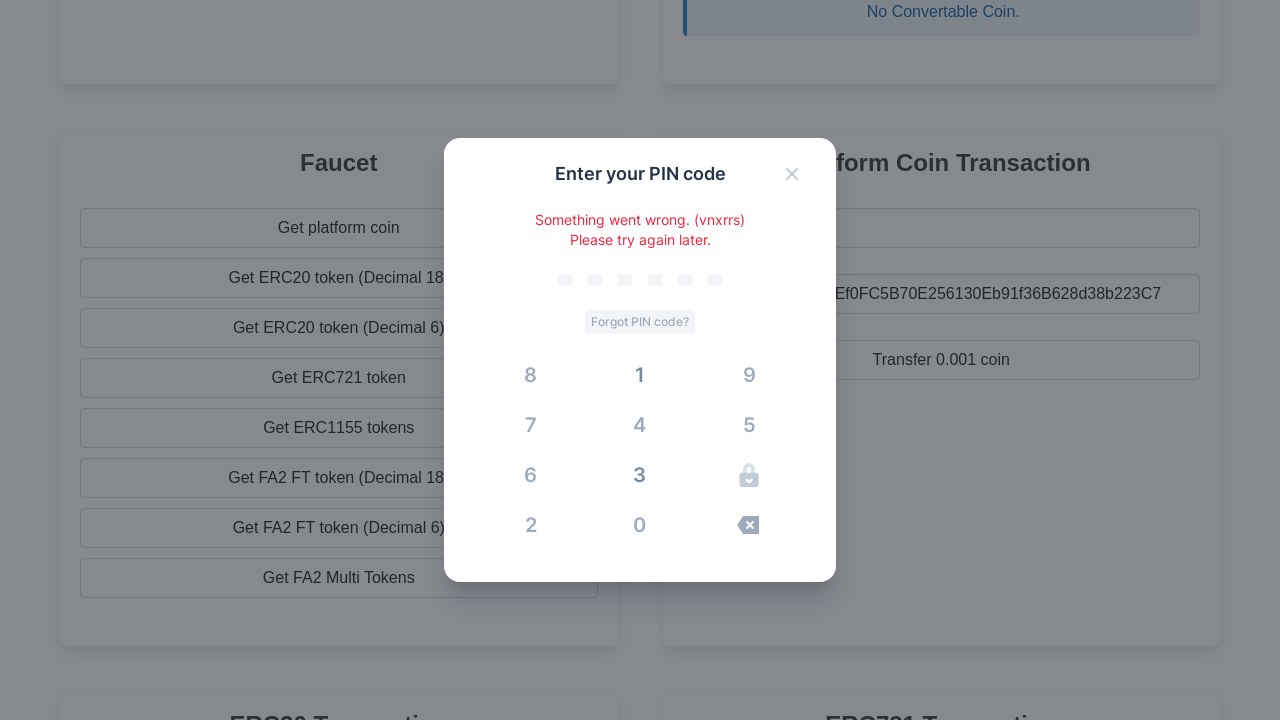 No Convertable Coin.
Faucet
Get platform coin
Get ERC20 token (Decimal 18
Get ERC20 token (Decimal 6)
Get ERC721 token
Get ERC1155 tokens
Get FA2 FT token (Decimal 18
Get FA2 FT token (Decimal 6)
Get FA2 Multi Tokens
Enter your PIN code
Something went wrong. (vnxrrs)
Please try again later.
Forgot PIN code?
8 1 9
7 4 5
6 3
2 0
form Coin Transaction
Ef0FC5B70E256130Eb91f36B628d38b223C7
Transfer 0.001 coin